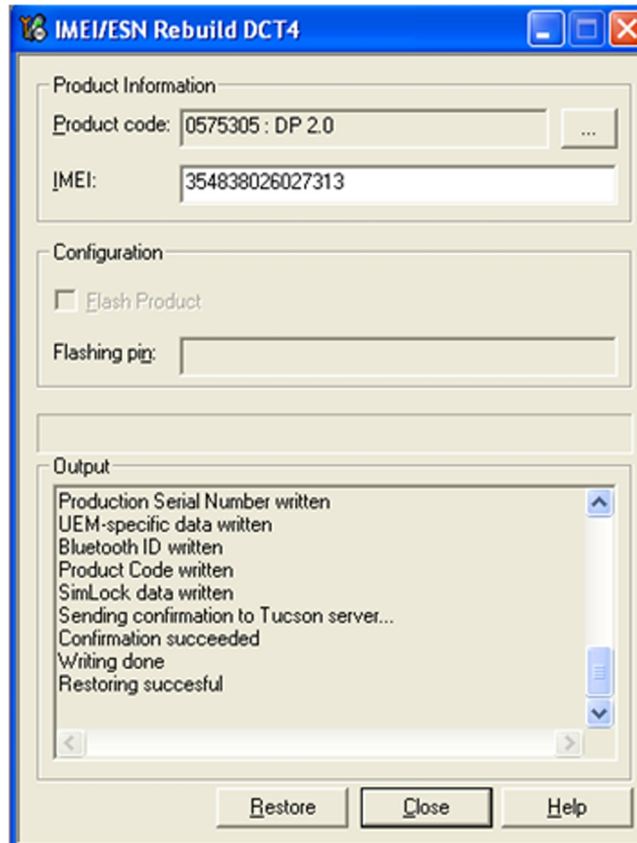 IMEI/ESN Rebuild DCT4
Product Information
Product code: 0575305 : DP 2.0 ...
IMEI: 354838026027313
Configuration
Flash Product
Flashing pin:
Output
Production Serial Number written
UEM-specific data written
Bluetooth ID written
Product Code written
SimLock data written
Sending confirmation to Tucson server...
Confirmation succeeded
Writing done
Restoring succesful
Restore Close Help